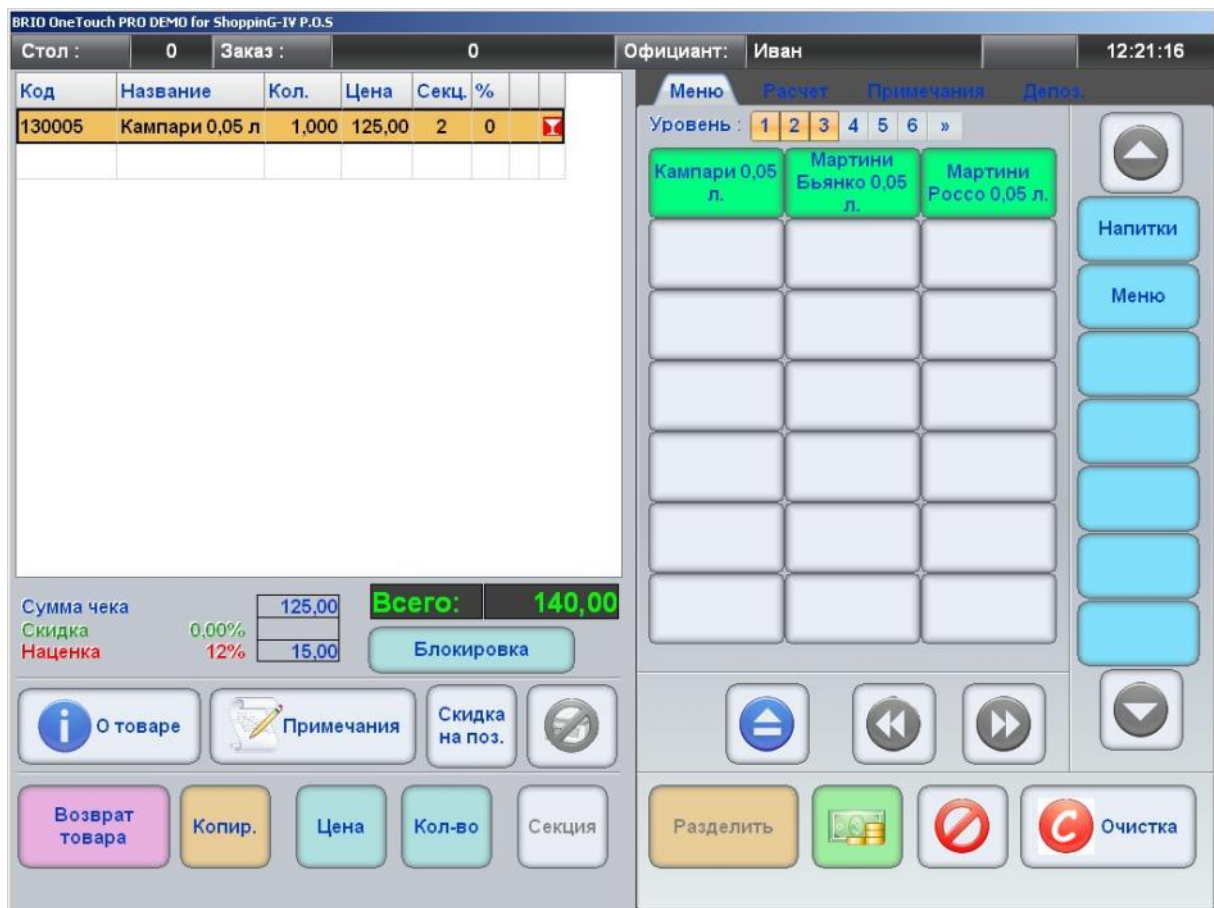 BRIO OneTouch PRO DEMO for ShoppinG-IV P.O.S
Стол : 0 Заказ : 0 Официант: Иван 12:21:16
Код Название Кол. Цена Секц. %
130005 Кампари 0,05 л 1,000 125,00 2 0
Меню Расчет Примечания Депоз.
Уровень : 1 2 3 4 5 6 »
Кампари 0,05
л.
Мартини
Бьянко 0,05
л.
Мартини
Россо 0,05 л.
Напитки
Меню
Сумма чека 125,00
Скидка 0,00%
Наценка 12% 15,00
Всего: 140,00
Блокировка
О товаре
Примечания
Скидка
на поз.
Возврат
товара
Копир.
Цена
Кол-во
Секция
Разделить
C Очистка